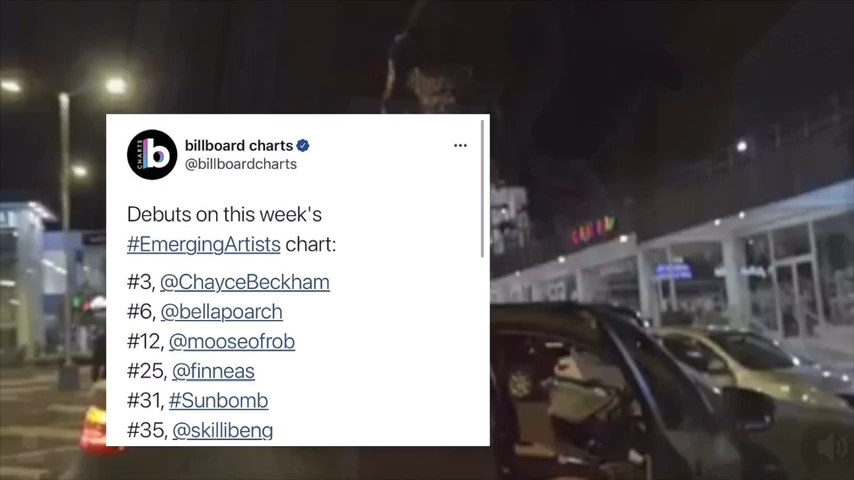 billboard charts
@billboardcharts
Debuts on this week's
#EmergingArtists chart:
#3, @ChayceBeckham
#6, @bellapoarch
#12, @mooseofrob
#25, @finneas
#31, #Sunbomb
#35, @skillibeng
CHARTS
b